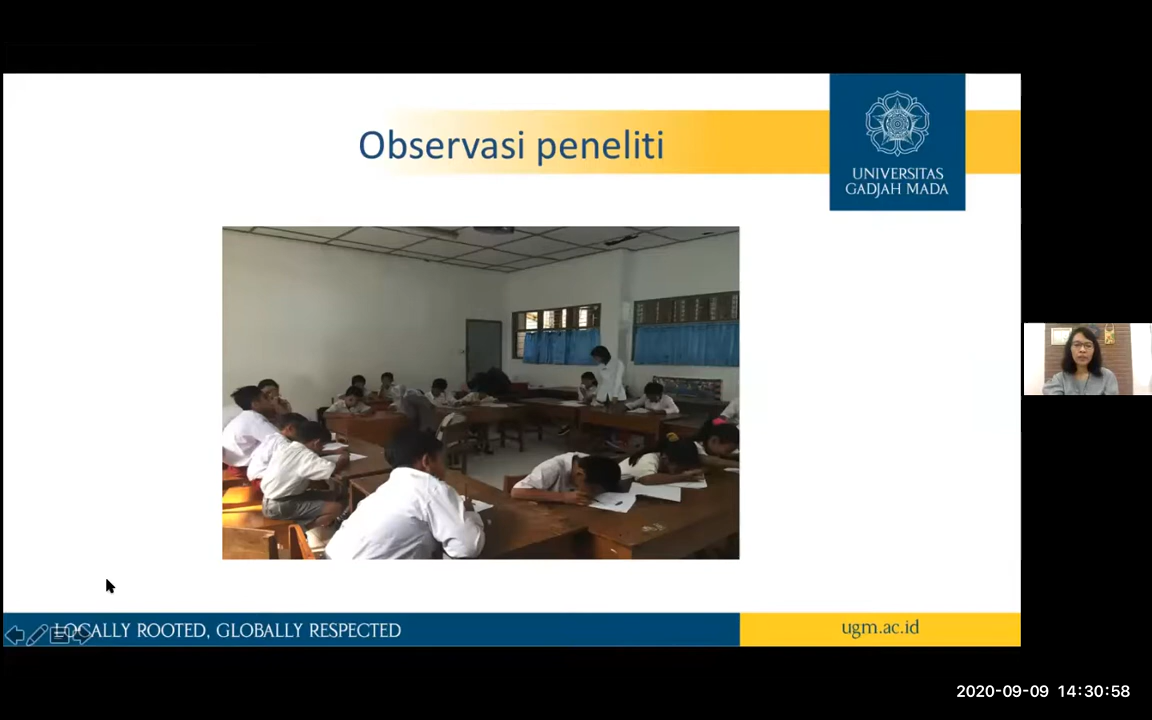 Observasi peneliti
UNIVERSITAS
GADJAH MADA
LOCALLY ROOTED, GLOBALLY RESPECTED
ugm.ac.id
2020-09-09 14:30:58